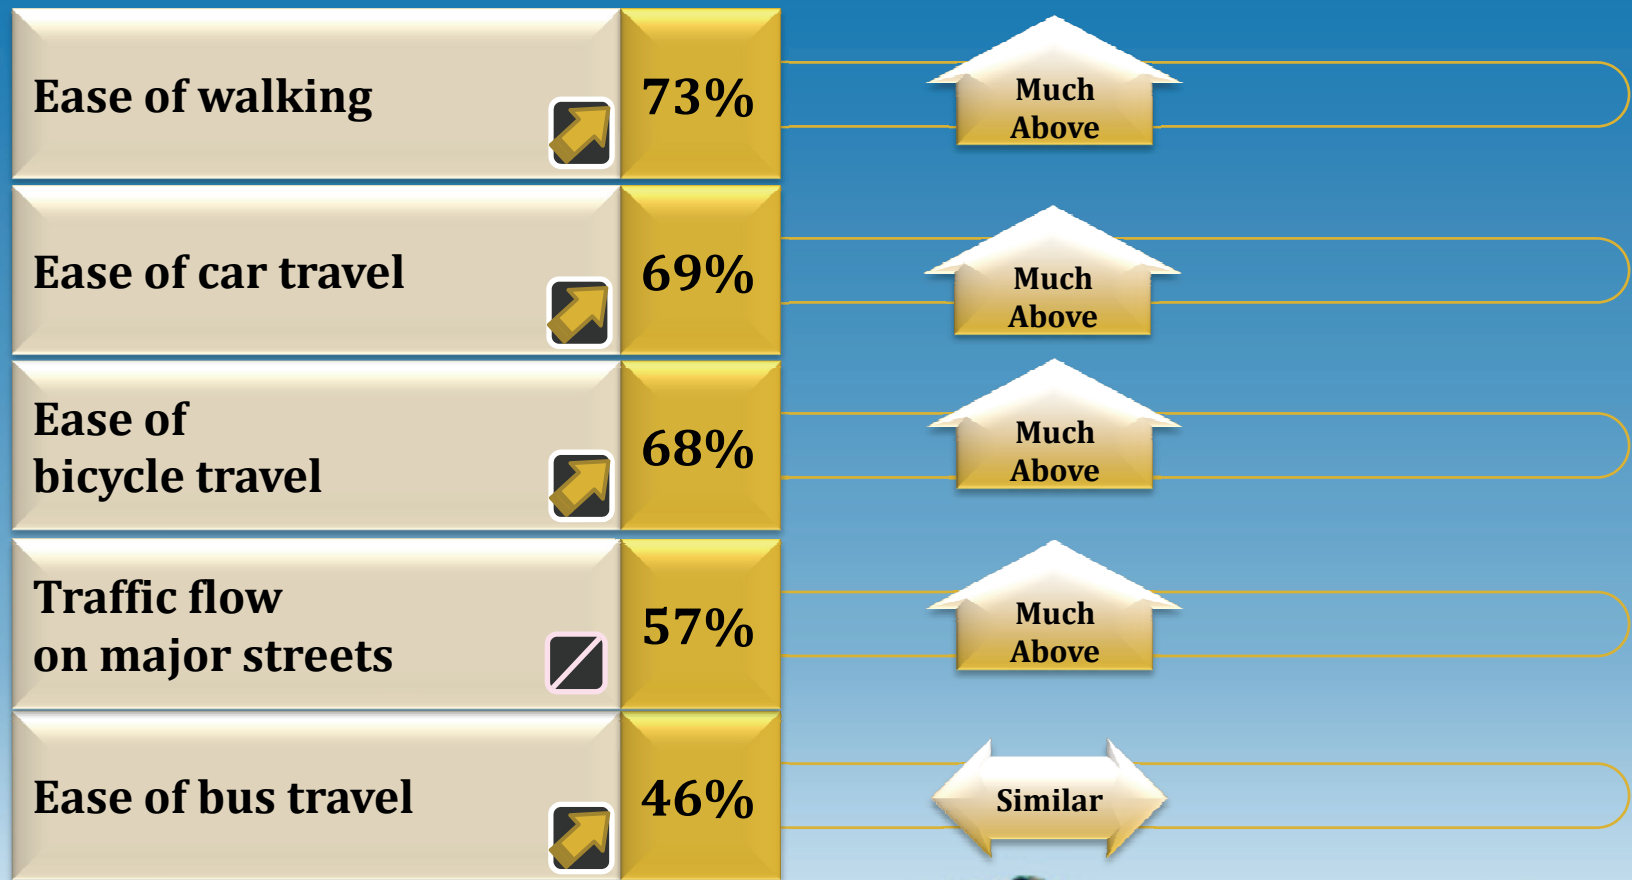 Ease of walking
73%
Much
Above
Ease of car travel
69%
Much
Above
Ease of
bicycle travel
68%
Much
Above
Traffic flow
on major streets
57%
Much
Above
Ease of bus travel
46%
Similar